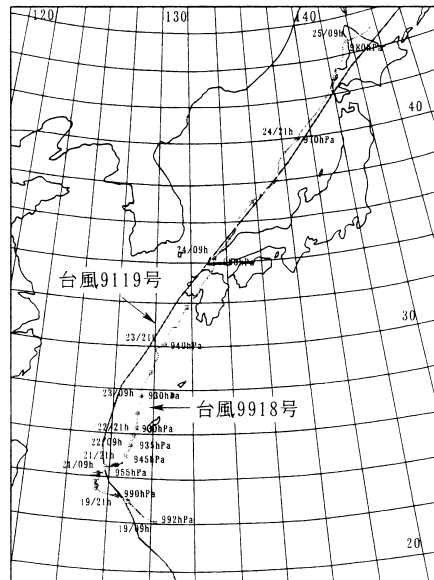 120
130
140
25/09h
980hPa
40
24/21h
970hPa
24/09h
台風9119号
30
23/21h
940hPa
23/09h
930hPa
台風9918号
22/21h
930hPa
22/09h
935hPa
21/21h
945hPa
21/09h
955hPa
990hPa
19/21h
992hPa
19/09h
20